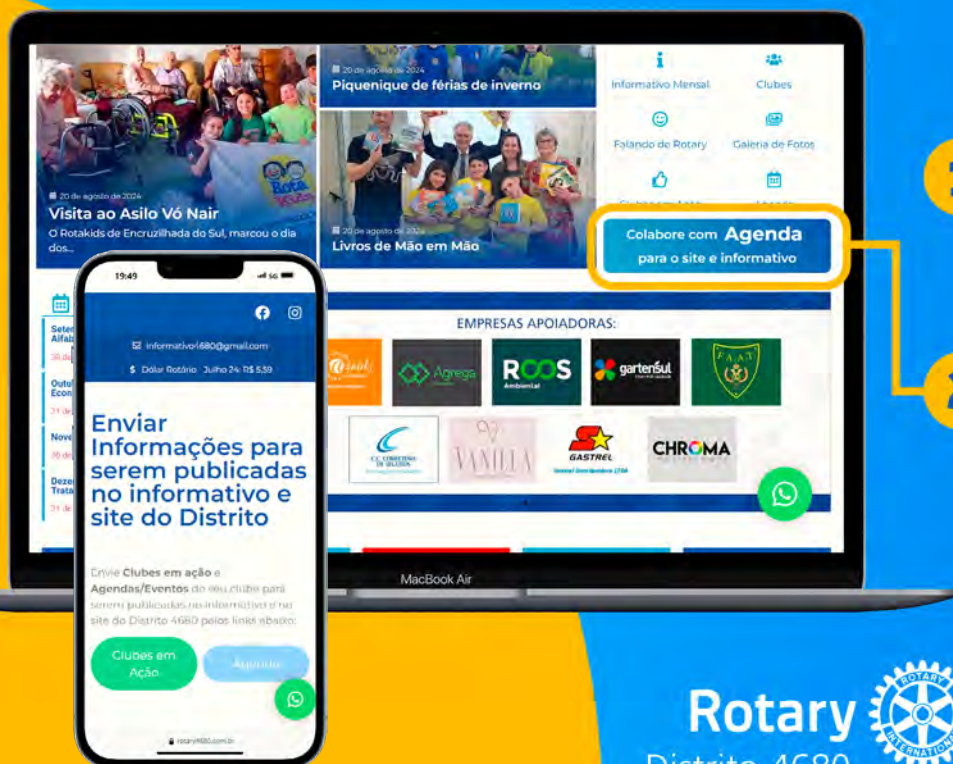 20 de agosto de 2024
Piquenique de férias de inverno
Informativo Mensal
Clubes
Falando de Rotary
Galeria de Fotos
20 de agosto de 2024
Visita ao Asilo Vó Nair
O Rotakids de Encruzilhada do Sul, marcou o dia
dos...
20 de agosto de 2024
Livros de Mão em Mão
Colabore com Agenda
para o site e informativo
19:49
5G
informativo4680@gmail.com
$ Dólar Rotário Julho 24: R$ 5,59
Enviar
Informações para
serem publicadas
no informativo e
site do Distrito
Envie Clubes em ação e
Agendas/Eventos do seu clube para
serem publicadas no informativo e no
site do Distrito 4680 pelos links abaixo:
Clubes em
Ação
Agenda
rotary4680.com.br
EMPRESAS APOIADORAS:
Agrega
ROOS
Ambiental
gartensul
F.A.A.T.
C.C. CORRETORA
DE SEGUROS
VANILLA
GASTREL
CHROMA
MacBook Air
Rotary
ROTARY
INTERNATIONAL
Distrito 4680